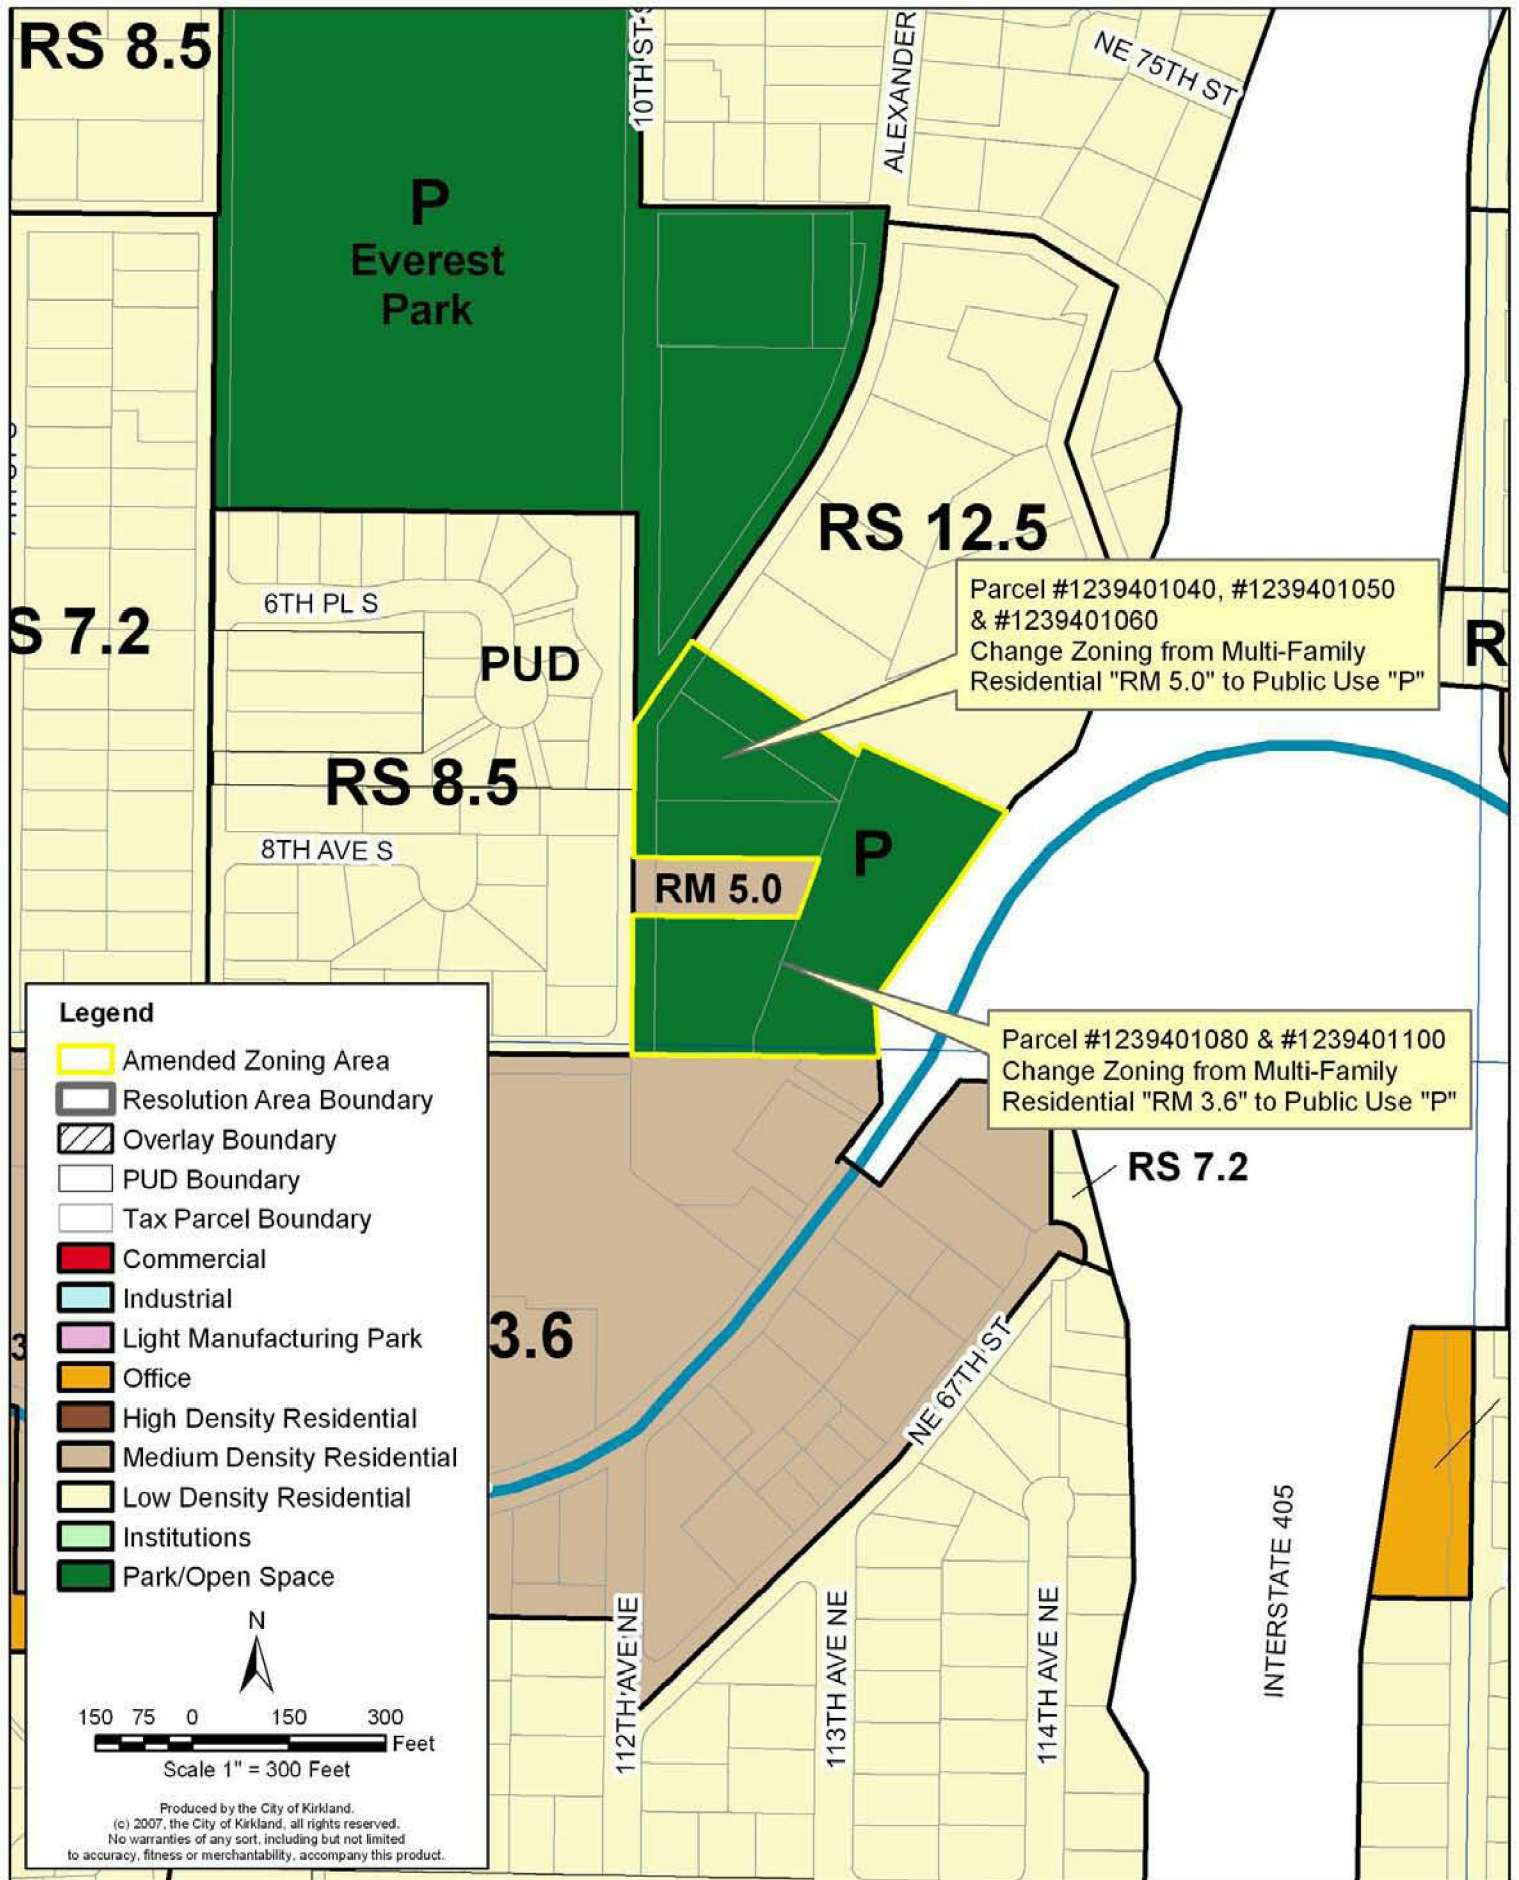 RS 8.5
10TH ST S
ALEXANDER
NE 75TH ST
P
Everest
Park
RS 12.5
6TH PL S
S 7.2
PUD
Parcel #1239401040, #1239401050
& #1239401060
Change Zoning from Multi-Family
Residential "RM 5.0" to Public Use "P"
R
RS 8.5
8TH AVE S
P
RM 5.0
Parcel #1239401080 & #1239401100
Change Zoning from Multi-Family
Residential "RM 3.6" to Public Use "P"
RS 7.2
3
3.6
NE 67TH ST
INTERSTATE 405
112TH AVE NE
113TH AVE NE
114TH AVE NE
Legend
Amended Zoning Area
Resolution Area Boundary
Overlay Boundary
PUD Boundary
Tax Parcel Boundary
Commercial
Industrial
Light Manufacturing Park
Office
High Density Residential
Medium Density Residential
Low Density Residential
Institutions
Park/Open Space
N
150 75 0 150 300
Feet
Scale 1" = 300 Feet
Produced by the City of Kirkland.
(c) 2007, the City of Kirkland, all rights reserved.
No warranties of any sort, including but not limited
to accuracy, fitness or merchantability, accompany this product.